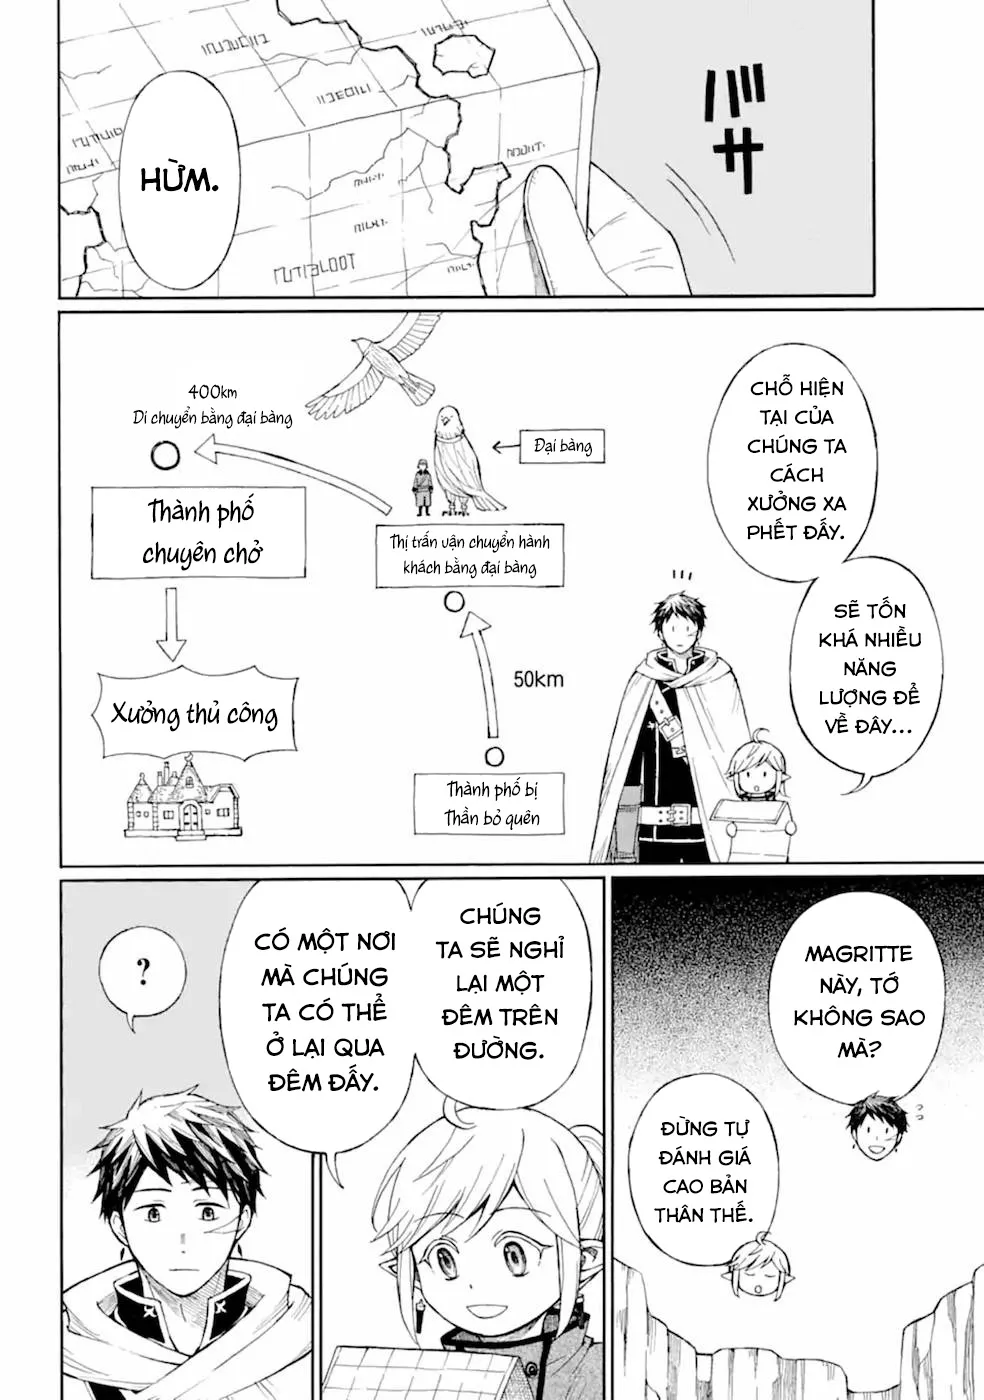 バサ
HỪM.
CHỖ HIỆN
TẠI CỦA
CHÚNG TA
CÁCH
XƯỞNG XA
PHẾT ĐẤY.
SẼ TỐN
KHÁ NHIỀU
NĂNG
LƯỢNG ĐỂ
VỀ ĐÂY...
Đại bàng
400km
Di chuyển bằng đại bàng
Thành phố
chuyên chở
Thị trấn vận chuyển hành
khách bằng đại bàng
50km
Xưởng thủ công
Thành phố bị
Thần bỏ quên
MAGRITTE
NÀY, TỚ
KHÔNG SAO
MÀ?
ĐỪNG TỰ
ĐÁNH GIÁ
CAO BẢN
THÂN THẾ.
CHÚNG
TA SẼ NGHỈ
LẠI MỘT
ĐÊM TRÊN
ĐƯỜNG.
CÓ MỘT NƠI
MÀ CHÚNG
TA CÓ THỂ
Ở LẠI QUA
ĐÊM ĐẤY.
?